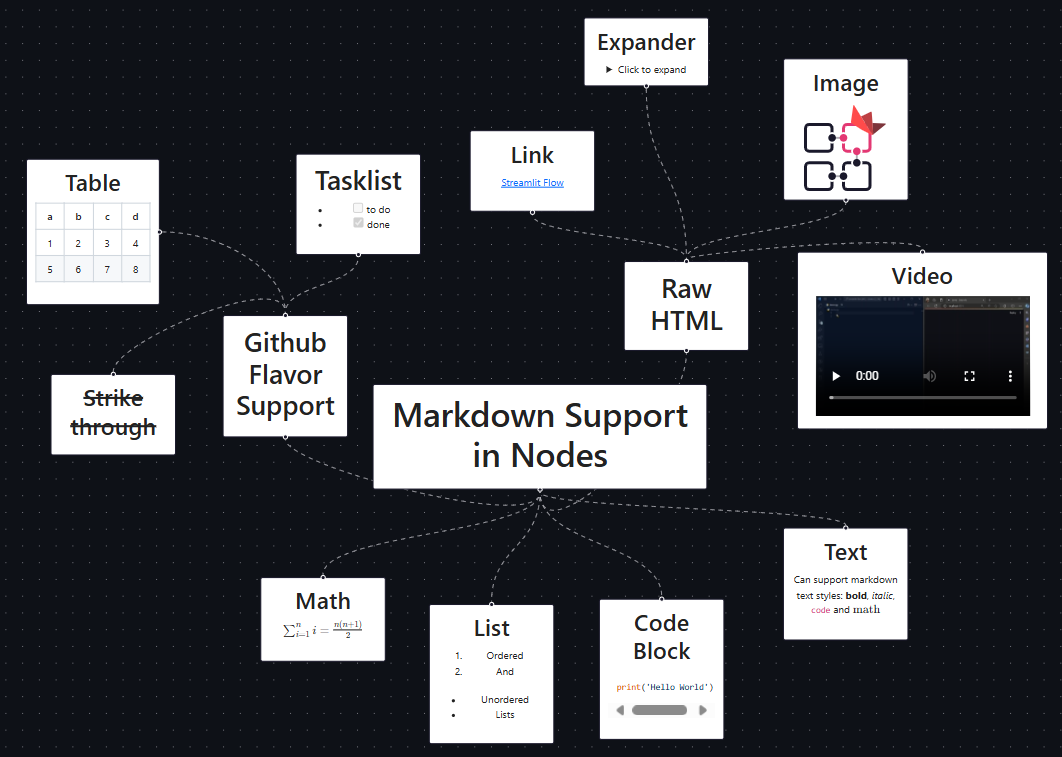 Expander
▶ Click to expand
Image
Link
Streamlit Flow
Tasklist
to do
done
Table
a b c d
1 2 3 4
5 6 7 8
Raw
HTML
Video
0:00
Github
Flavor
Support
Strike
through
Markdown Support
in Nodes
Text
Can support markdown
text styles: bold, italic,
code and math
Math
∑_{i=1}^{n} i = n(n+1)/2
List
1. Ordered
2. And
• Unordered
• Lists
Code
Block
print('Hello World')